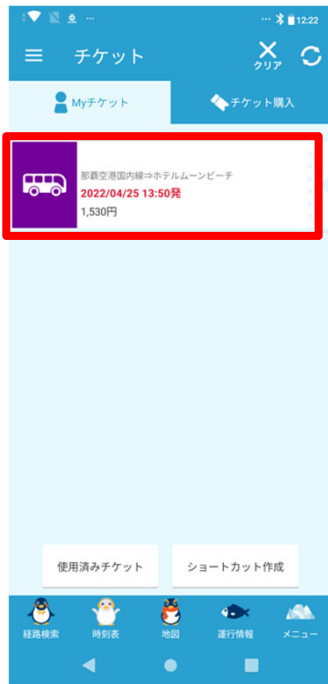 12:22
チケット
クリア
Myチケット
チケット購入
那覇空港国内線⇒ホテルムーンビーチ
2022/04/25 13:50発
1,530円
使用済みチケット
ショートカット作成
経路検索
時刻表
地図
運行情報
メニュー